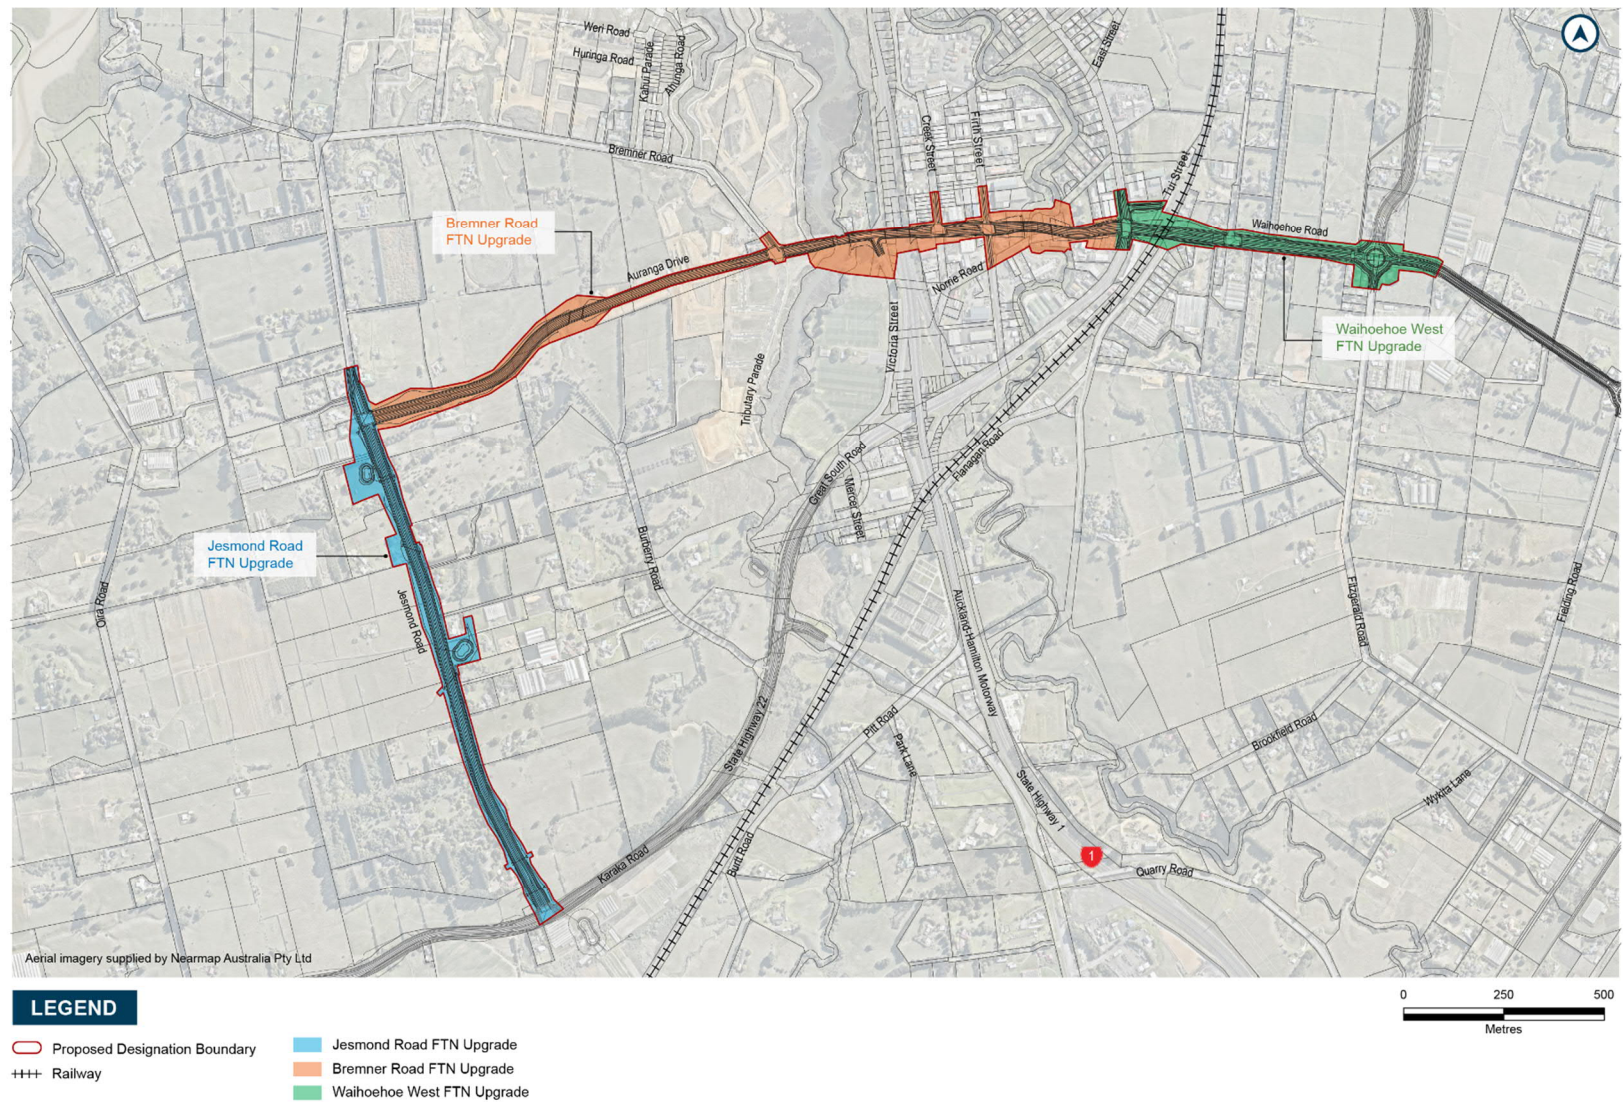 Weri Road
Huringa Road
Kahui Parade
Ahunga Road
East Street
Bremner Road
Creek Street
Firth Street
Tui Street
Bremner Road
FTN Upgrade
Auranga Drive
Norrie Road
Waihoehoe Road
Waihoehoe West
FTN Upgrade
Victoria Street
Tributary Parade
Great South Road
Mercer Street
Flanagan Road
Jesmond Road
FTN Upgrade
Jesmond Road
Oira Road
Burberry Road
Auckland-Hamilton Motorway
Fitzgerald Road
Fielding Road
State Highway 22
Pitt Road
Park Lane
Brookfield Road
Wykita Lane
State Highway 1
1
Quarry Road
Karaka Road
Burtt Road
Aerial imagery supplied by Nearmap Australia Pty Ltd
LEGEND
Proposed Designation Boundary
Railway
Jesmond Road FTN Upgrade
Bremner Road FTN Upgrade
Waihoehoe West FTN Upgrade
0 250 500
Metres